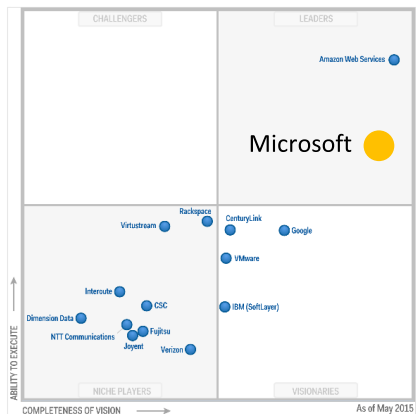 CHALLENGERS
LEADERS
Amazon Web Services
Microsoft
Rackspace
Virtustream
CenturyLink
Google
VMware
Interoute
CSC
IBM (SoftLayer)
Dimension Data
Fujitsu
NTT Communications
Joyent
Verizon
NICHE PLAYERS
VISIONARIES
ABILITY TO EXECUTE
COMPLETENESS OF VISION
As of May 2015